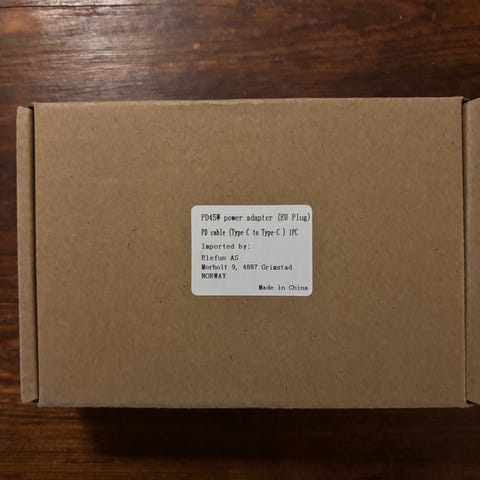 PD45W power adapter (EU Plug)
PD cable (Type-C to Type-C ) 1PC
Imported by:
Elefun AS
Morholt 9, 4887 Grimstad
NORWAY
Made in China